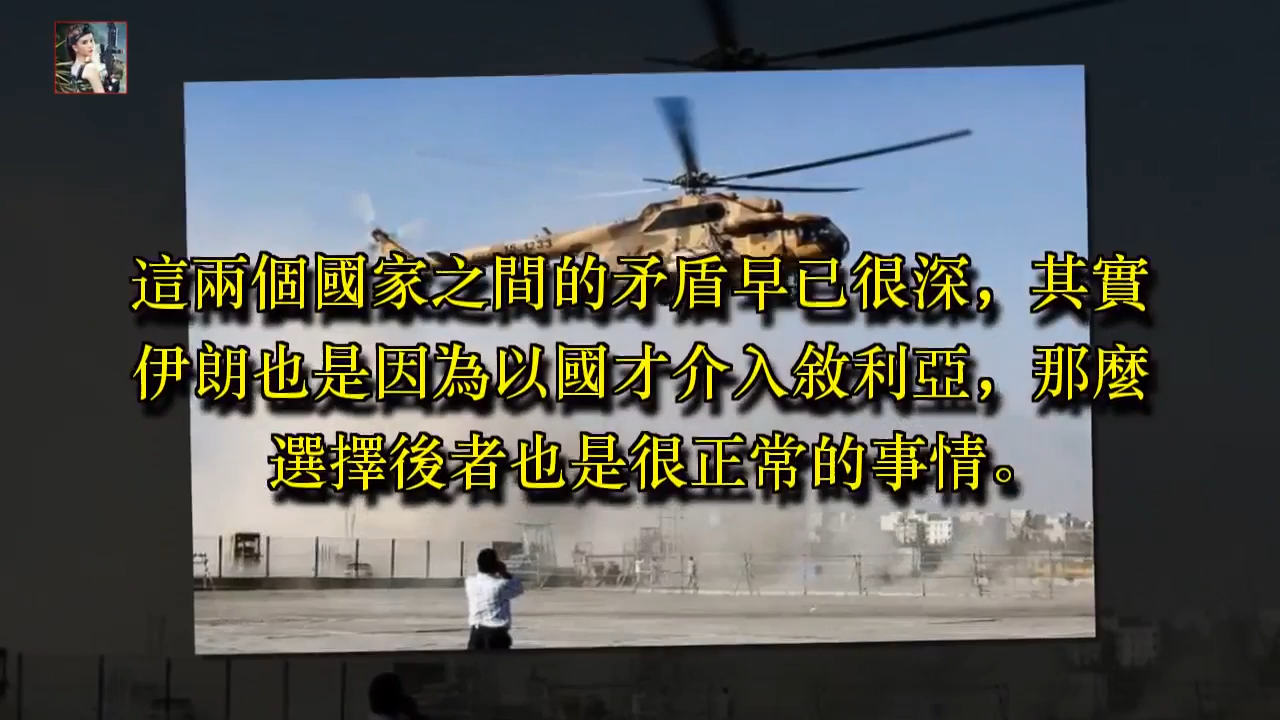 15-1233
這兩個國家之間的矛盾早已很深，其實
伊朗也是因為以國才介入敘利亞，那麼
選擇後者也是很正常的事情。